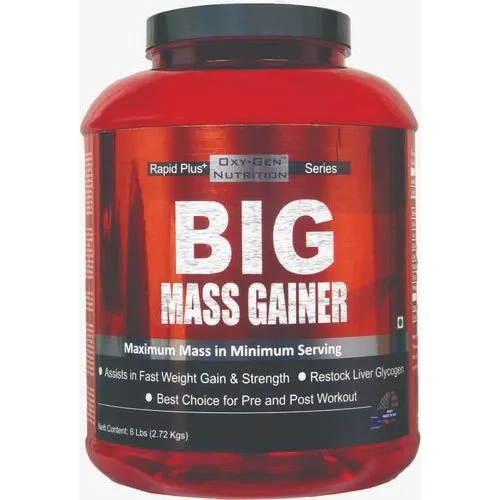 Rapid Plus+ OXY-GEN™ NUTRITION Series
BIG
MASS GAINER
Maximum Mass in Minimum Serving
● Assists in Fast Weight Gain & Strength ● Restock Liver Glycogen
● Best Choice for Pre and Post Workout
Nett Content: 6 Lbs (2.72 Kgs)